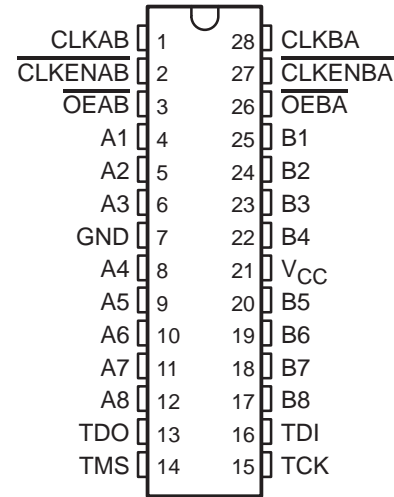 CLKAB 1 28 CLKBA
CLKENAB 2 27 CLKENBA
OEAB 3 26 OEBA
A1 4 25 B1
A2 5 24 B2
A3 6 23 B3
GND 7 22 B4
A4 8 21 VCC
A5 9 20 B5
A6 10 19 B6
A7 11 18 B7
A8 12 17 B8
TDO 13 16 TDI
TMS 14 15 TCK